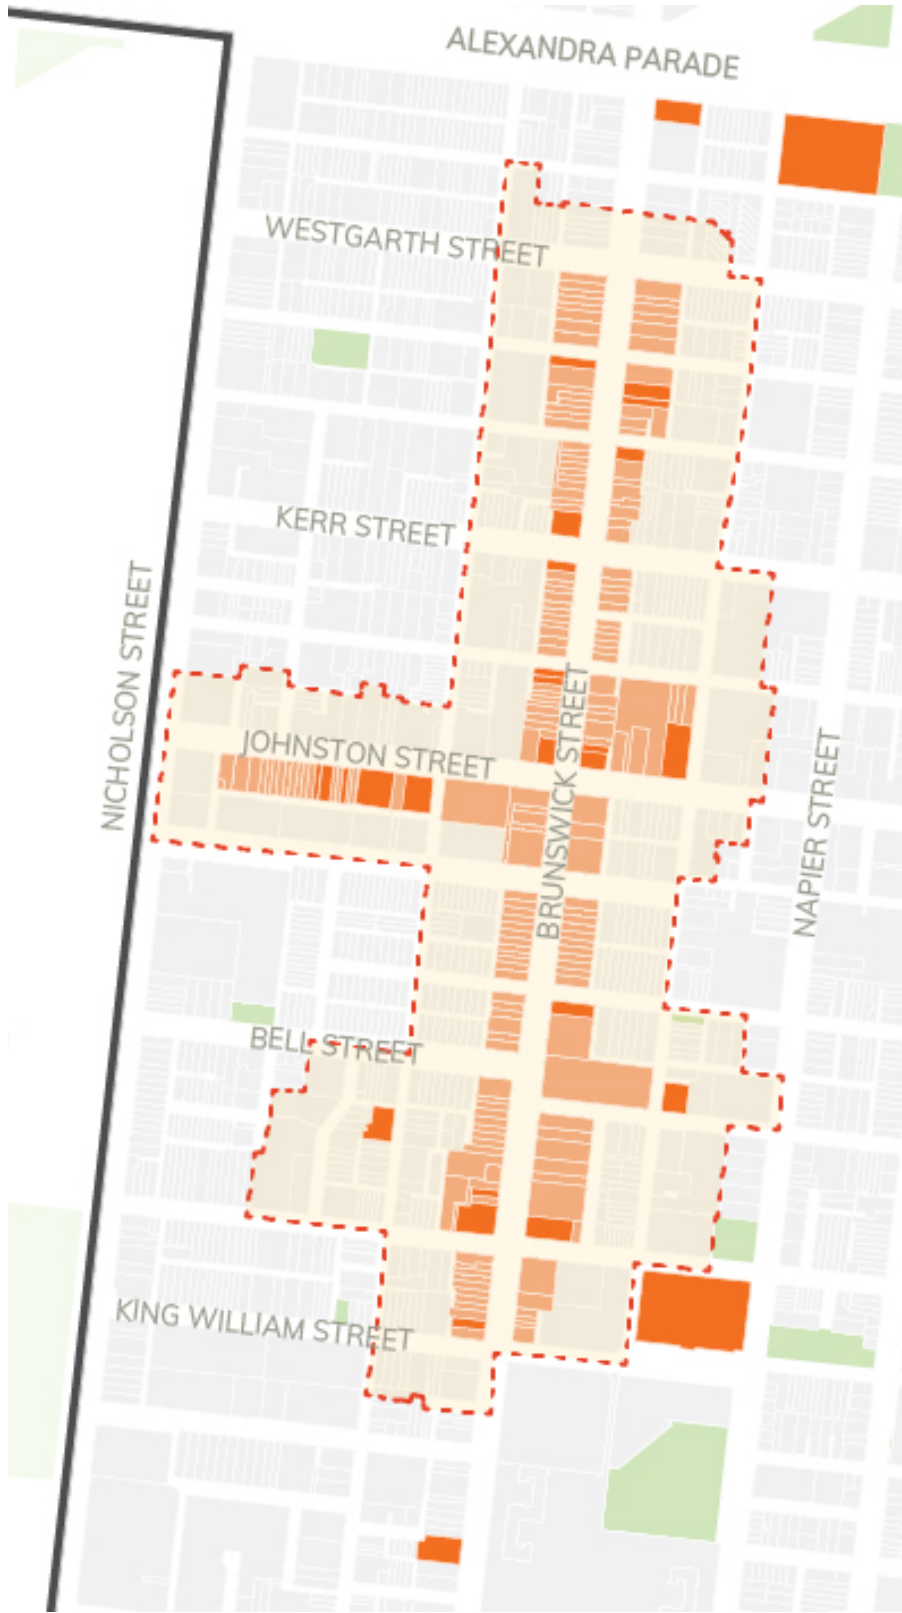 ALEXANDRA PARADE
WESTGARTH STREET
KERR STREET
NICHOLSON STREET
JOHNSTON STREET
BRUNSWICK STREET
NAPIER STREET
BELL STREET
KING WILLIAM STREET